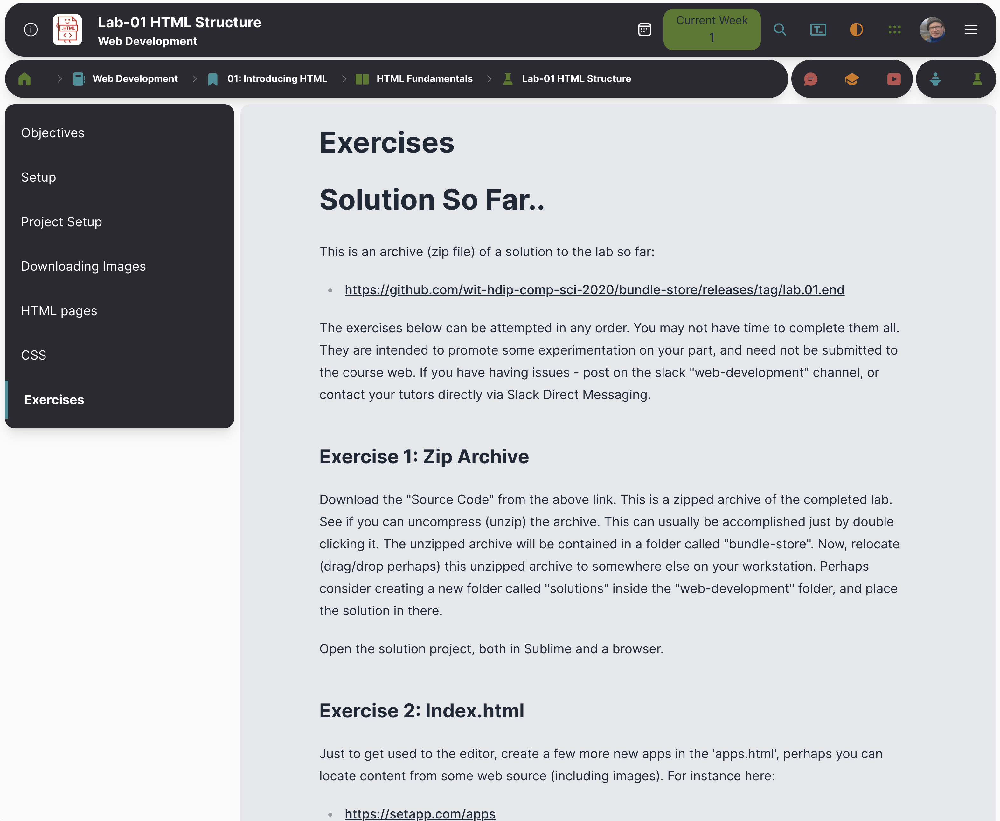 Lab-01 HTML Structure
Web Development
.HTML
Current Week
1
Web Development
01: Introducing HTML
HTML Fundamentals
Lab-01 HTML Structure
Objectives
Setup
Project Setup
Downloading Images
HTML pages
CSS
Exercises
Exercises
Solution So Far..
This is an archive (zip file) of a solution to the lab so far:
https://github.com/wit-hdip-comp-sci-2020/bundle-store/releases/tag/lab.01.end
The exercises below can be attempted in any order. You may not have time to complete them all.
They are intended to promote some experimentation on your part, and need not be submitted to
the course web. If you have having issues - post on the slack "web-development" channel, or
contact your tutors directly via Slack Direct Messaging.
Exercise 1: Zip Archive
Download the "Source Code" from the above link. This is a zipped archive of the completed lab.
See if you can uncompress (unzip) the archive. This can usually be accomplished just by double
clicking it. The unzipped archive will be contained in a folder called "bundle-store". Now, relocate
(drag/drop perhaps) this unzipped archive to somewhere else on your workstation. Perhaps
consider creating a new folder called "solutions" inside the "web-development" folder, and place
the solution in there.
Open the solution project, both in Sublime and a browser.
Exercise 2: Index.html
Just to get used to the editor, create a few more new apps in the 'apps.html', perhaps you can
locate content from some web source (including images). For instance here:
https://setapp.com/apps